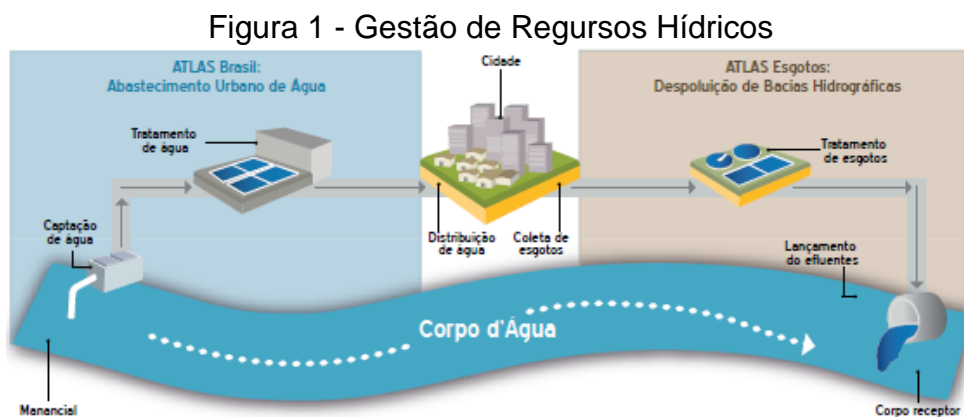 Figura 1 - Gestão de Regursos Hídricos
ATLAS Brasil:
Abastecimento Urbano de Água
Cidade
ATLAS Esgotos:
Despoluição de Bacias Hidrográficas
Tratamento
de água
Tratamento
de esgotos
Captação
de água
Distribuição
de água
Coleta de
esgotos
Lançamento
do efluentes
Corpo d'Água
Manancial
Corpo receptor